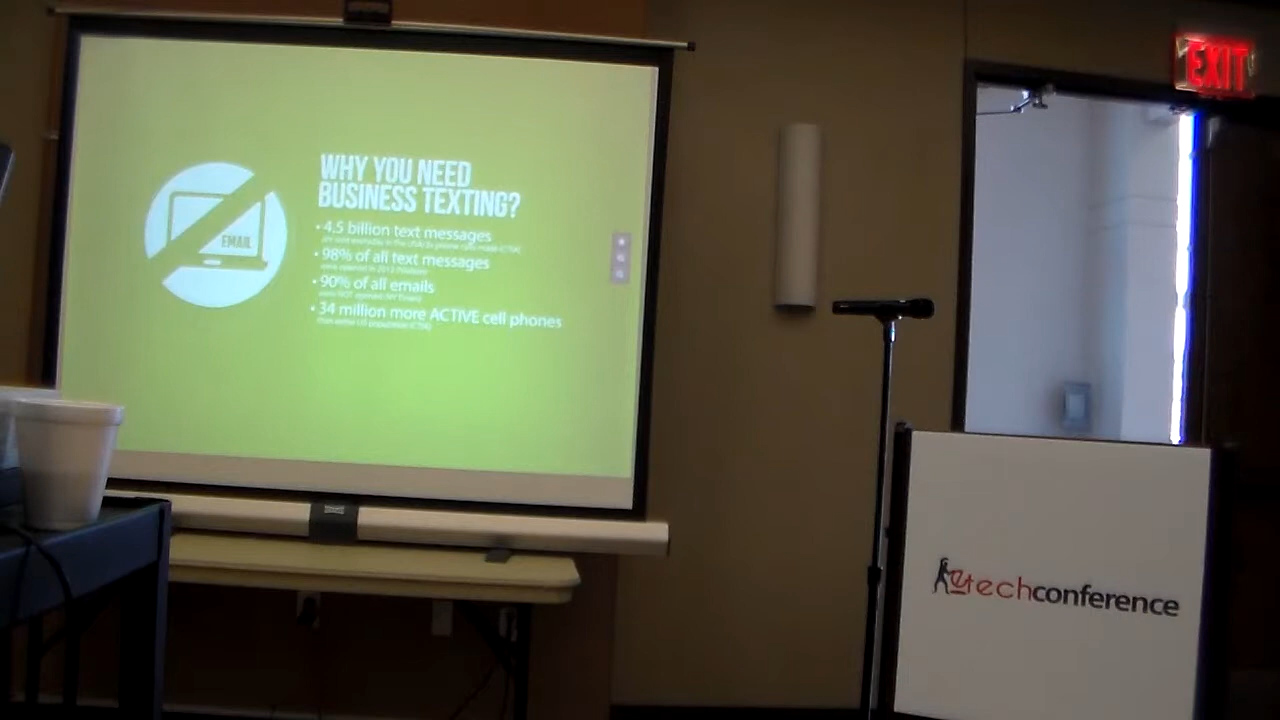 WHY YOU NEED
BUSINESS TEXTING?
EMAIL
• 4.5 billion text messages
• 98% of all text messages
• 90% of all emails
• 34 million more ACTIVE cell phones
EXIT
etechconference